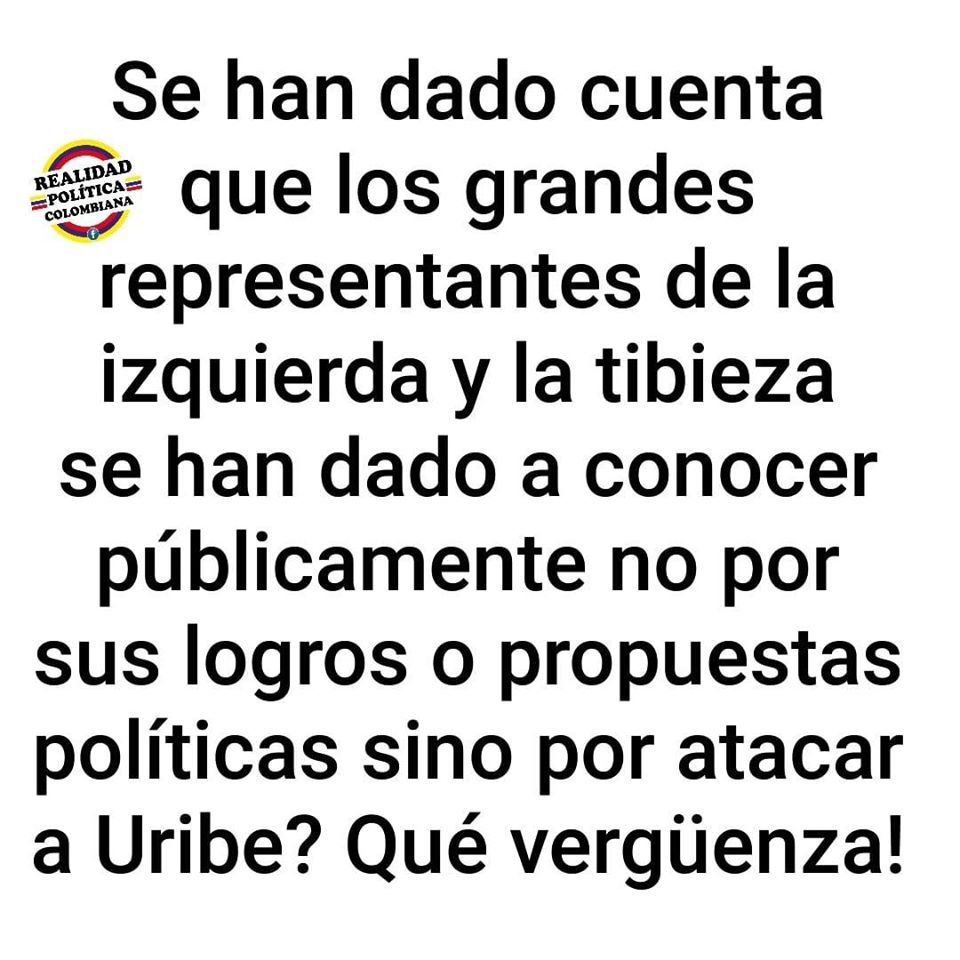 Se han dado cuenta
REALIDAD
POLÍTICA
COLOMBIANA
f
que los grandes
representantes de la
izquierda y la tibieza
se han dado a conocer
públicamente no por
sus logros o propuestas
políticas sino por atacar
a Uribe? Qué vergüenza!